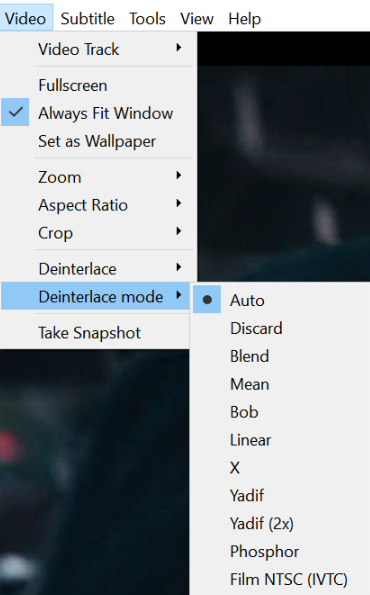 Video Subtitle Tools View Help
Video Track
Fullscreen
Always Fit Window
Set as Wallpaper
Zoom
Aspect Ratio
Crop
Deinterlace
Deinterlace mode
Take Snapshot
Auto
Discard
Blend
Mean
Bob
Linear
X
Yadif
Yadif (2x)
Phosphor
Film NTSC (IVTC)